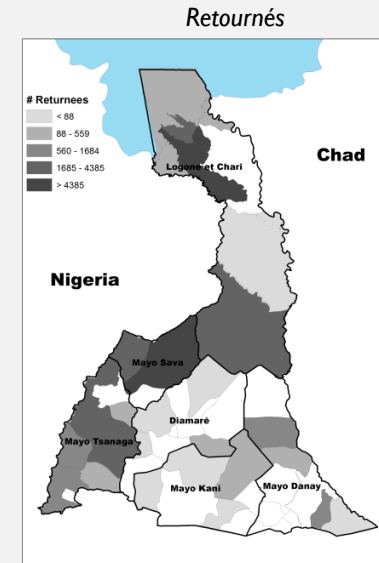 Retournés
# Returnees
< 88
88 - 559
560 - 1684
1685 - 4385
> 4385
Logone et Chari
Chad
Nigeria
Mayo Sava
Diamaré
Mayo Tsanaga
Mayo Kani
Mayo Danay